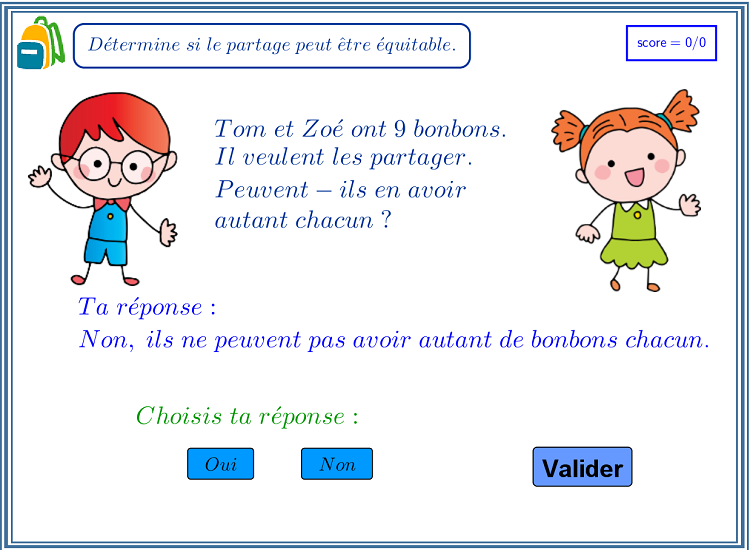 Détermine si le partage peut être équitable.
score = 0/0
Tom et Zoé ont 9 bonbons.
Il veulent les partager.
Peuvent – ils en avoir
autant chacun ?
Ta réponse :
Non, ils ne peuvent pas avoir autant de bonbons chacun.
Choisis ta réponse :
Oui
Non
Valider